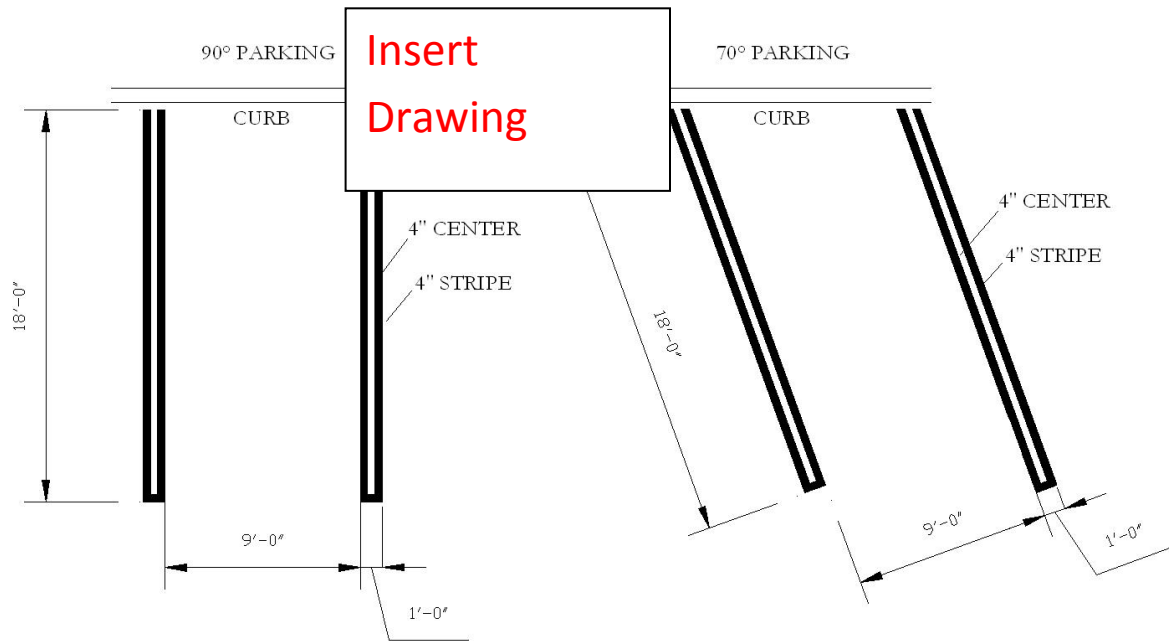 90° PARKING
Insert
Drawing
70° PARKING
CURB
CURB
4" CENTER
4" STRIPE
4" CENTER
4" STRIPE
18'-0"
18'-0"
9'-0"
1'-0"
9'-0"
1'-0"